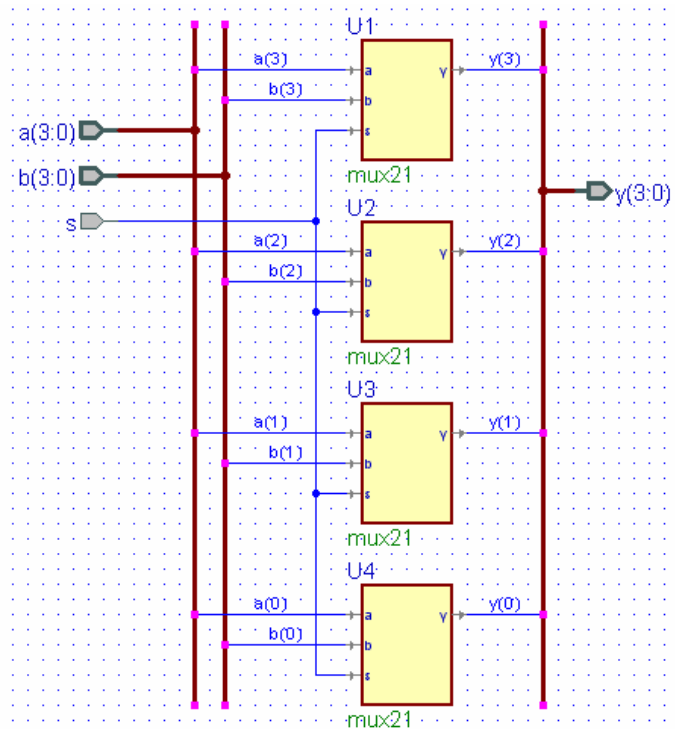 U1
a(3)
a
y
y(3)
b(3)
b
a(3:0)
s
b(3:0)
mux21
y(3:0)
U2
s
a(2)
a
y
y(2)
b(2)
b
s
mux21
U3
a(1)
a
y
y(1)
b(1)
b
s
mux21
U4
a(0)
a
y
y(0)
b(0)
b
s
mux21